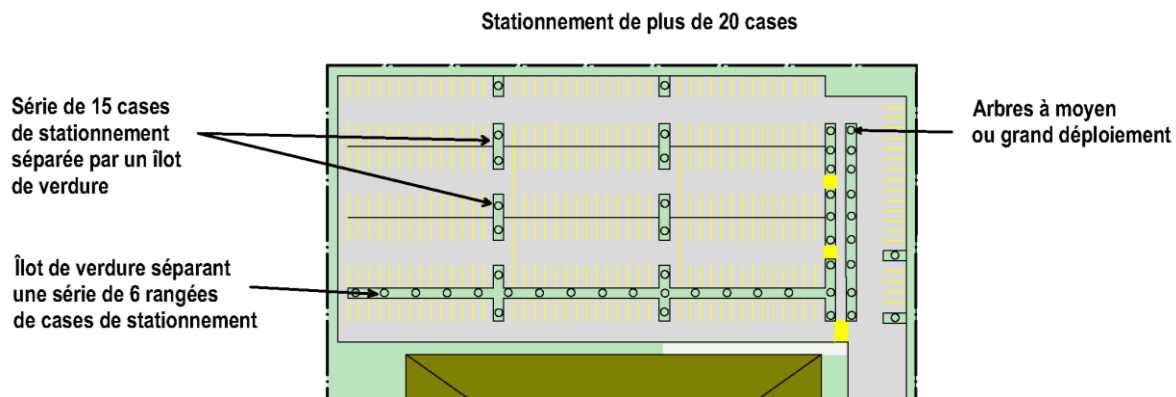 Stationnement de plus de 20 cases
Série de 15 cases
de stationnement
séparée par un îlot
de verdure
Arbres à moyen
ou grand déploiement
Îlot de verdure séparant
une série de 6 rangées
de cases de stationnement